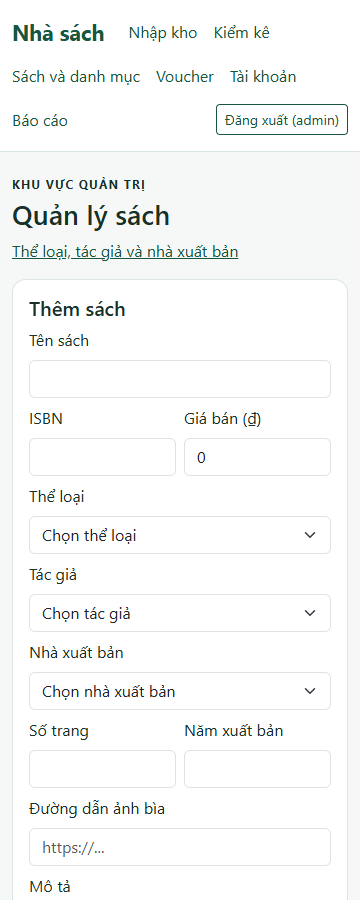 Nhà sách Nhập kho Kiểm kê
Sách và danh mục Voucher Tài khoản
Báo cáo Đăng xuất (admin)
KHU VỰC QUẢN TRỊ
Quản lý sách
Thể loại, tác giả và nhà xuất bản
Thêm sách
Tên sách
ISBN Giá bán (₫)
0
Thể loại
Chọn thể loại
Tác giả
Chọn tác giả
Nhà xuất bản
Chọn nhà xuất bản
Số trang Năm xuất bản
Đường dẫn ảnh bìa
https://...
Mô tả